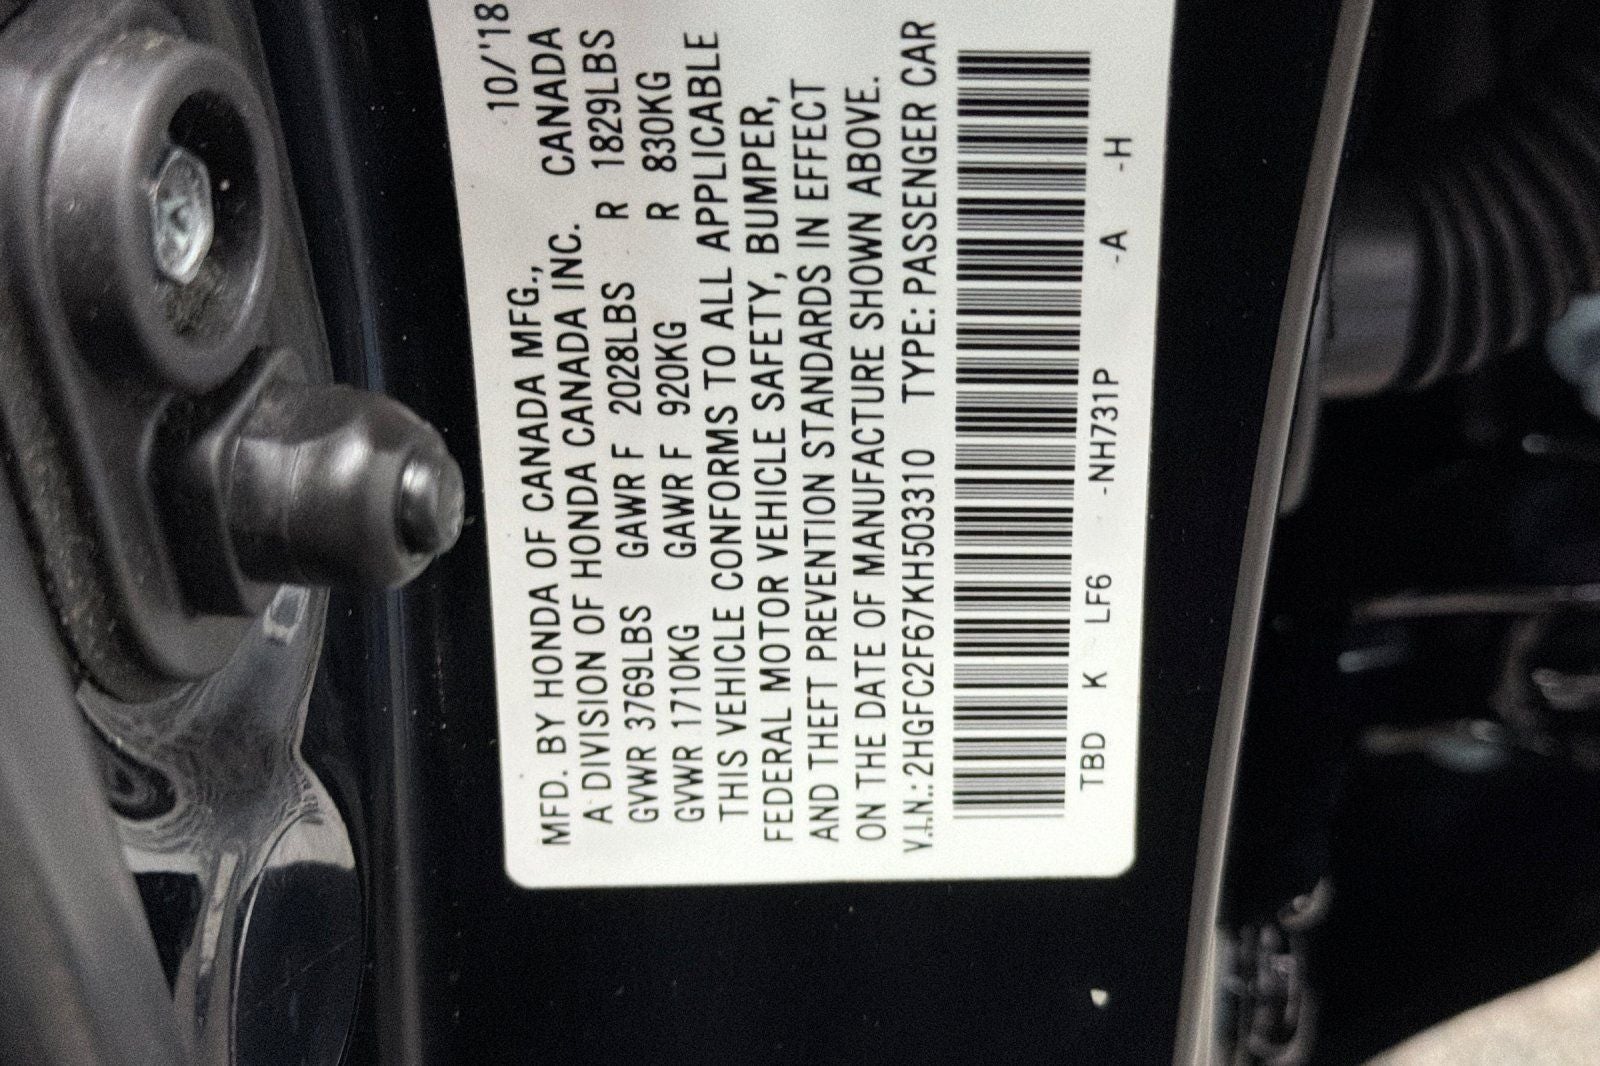 MFD. BY HONDA OF CANADA MFG., 10/'18
A DIVISION OF HONDA CANADA INC. CANADA
GVWR 3769LBS GAWR F 2028LBS R 1829LBS
GVWR 1710KG GAWR F 920KG R 830KG
THIS VEHICLE CONFORMS TO ALL APPLICABLE
FEDERAL MOTOR VEHICLE SAFETY, BUMPER,
AND THEFT PREVENTION STANDARDS IN EFFECT
ON THE DATE OF MANUFACTURE SHOWN ABOVE.
V.I.N.:2HGFC2F67KH503310 TYPE: PASSENGER CAR
TBD K LF6 -NH731P -A -H